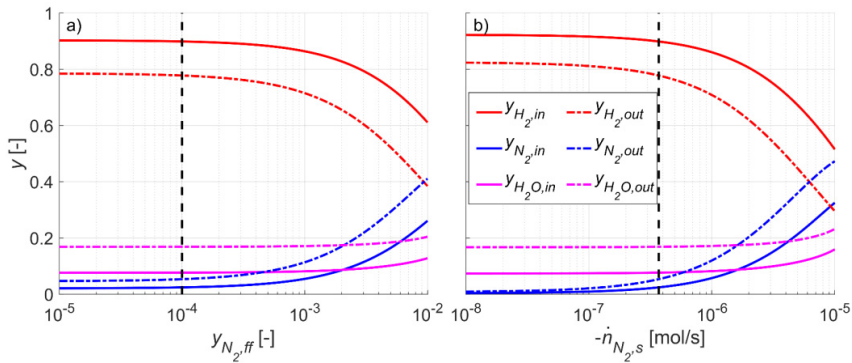 a)
b)
1
0.8
0.6
0.4
0.2
0
y [-]
10^-5
10^-4
10^-3
10^-2
y_N2,ff [-]
y_H2,in
y_H2,out
y_N2,in
y_N2,out
y_H2O,in
y_H2O,out
10^-8
10^-7
10^-6
10^-5
-ṅ_N2,s [mol/s]